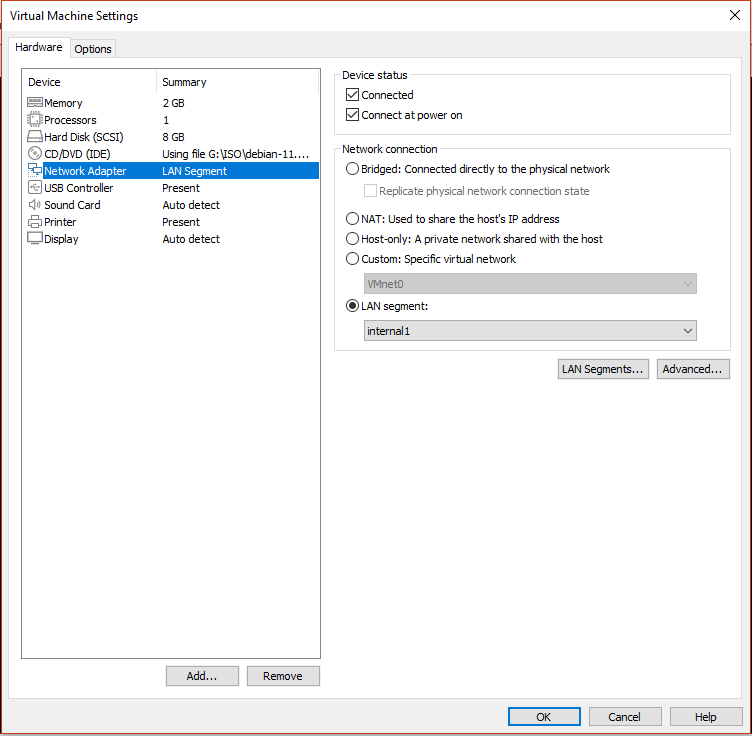 Virtual Machine Settings
Hardware
Options
Device Summary
Memory 2 GB
Processors 1
Hard Disk (SCSI) 8 GB
CD/DVD (IDE) Using file G:\ISO\debian-11....
Network Adapter LAN Segment
USB Controller Present
Sound Card Auto detect
Printer Present
Display Auto detect
Add...
Remove
Device status
Connected
Connect at power on
Network connection
Bridged: Connected directly to the physical network
Replicate physical network connection state
NAT: Used to share the host's IP address
Host-only: A private network shared with the host
Custom: Specific virtual network
VMnet0
LAN segment:
internal1
LAN Segments...
Advanced...
OK
Cancel
Help